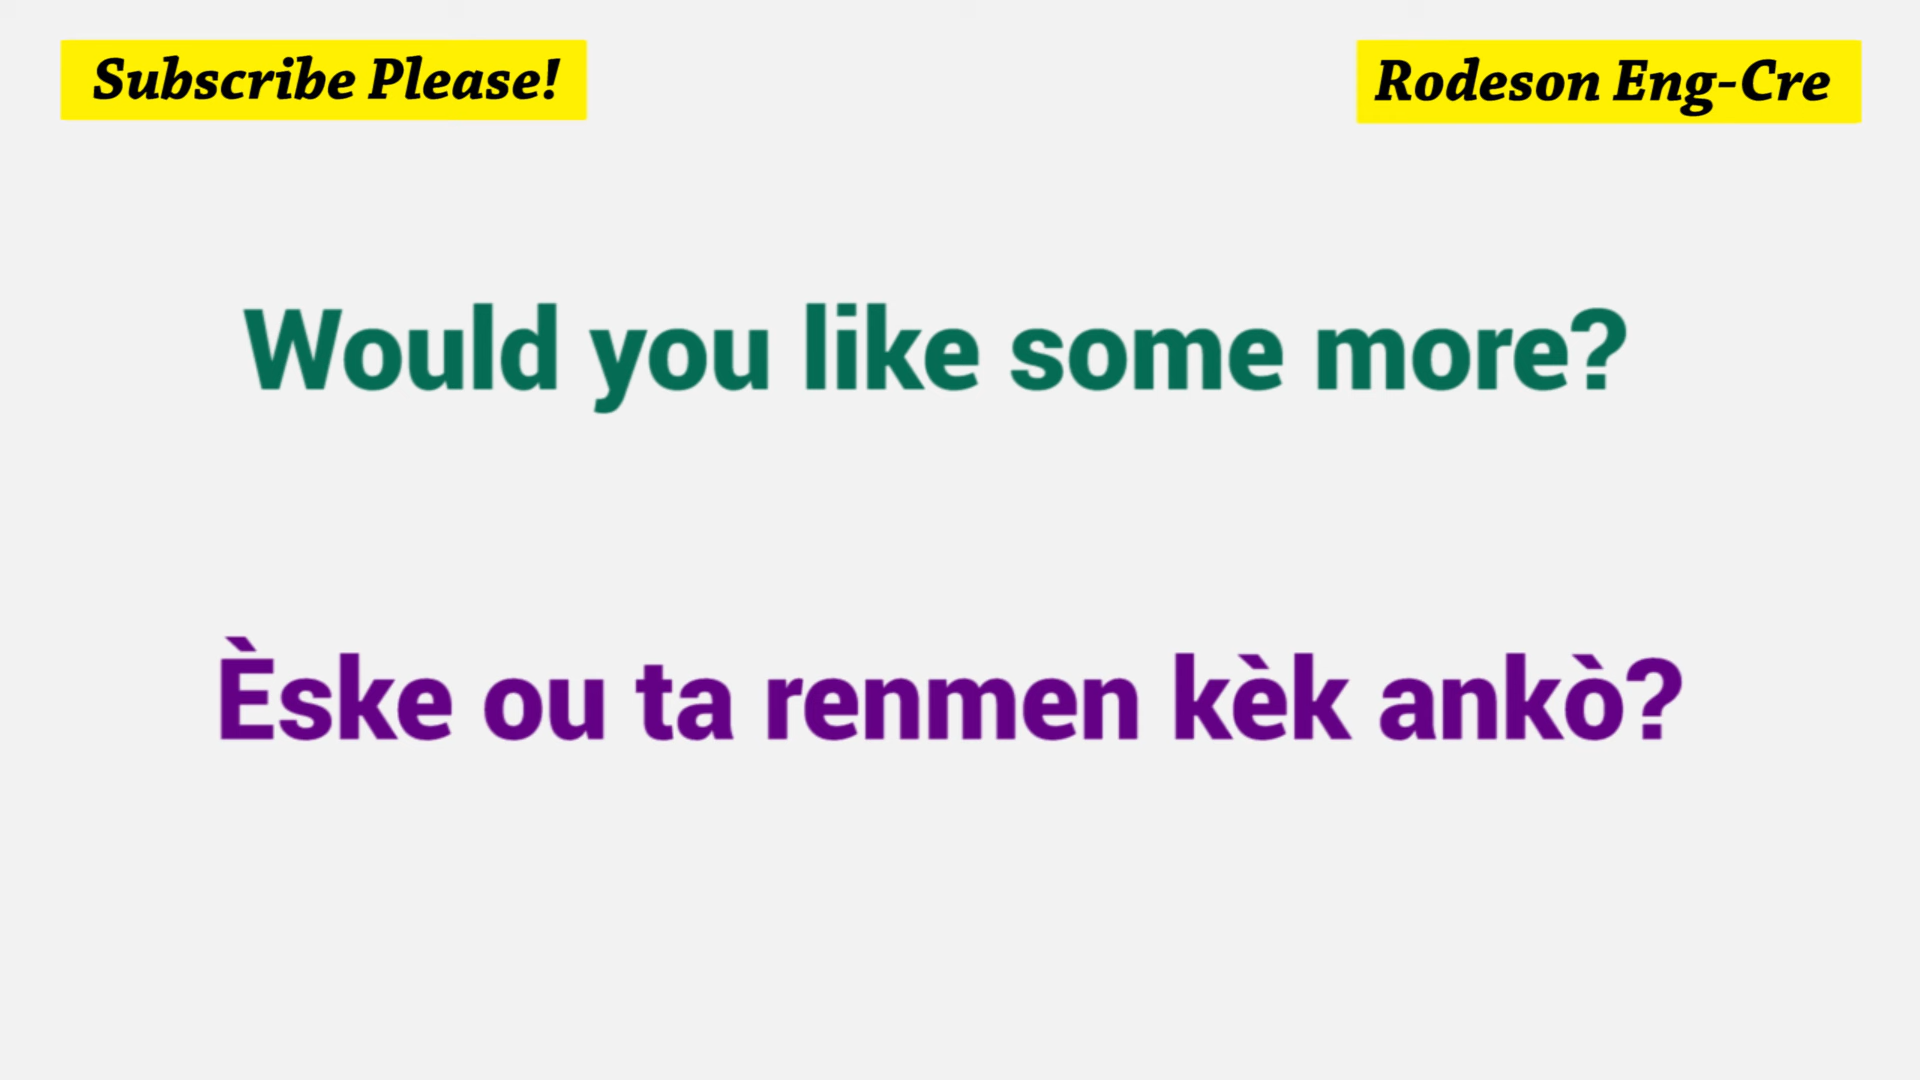 Subscribe Please!
Rodeson Eng-Cre
Would you like some more?
Èske ou ta renmen kèk ankò?